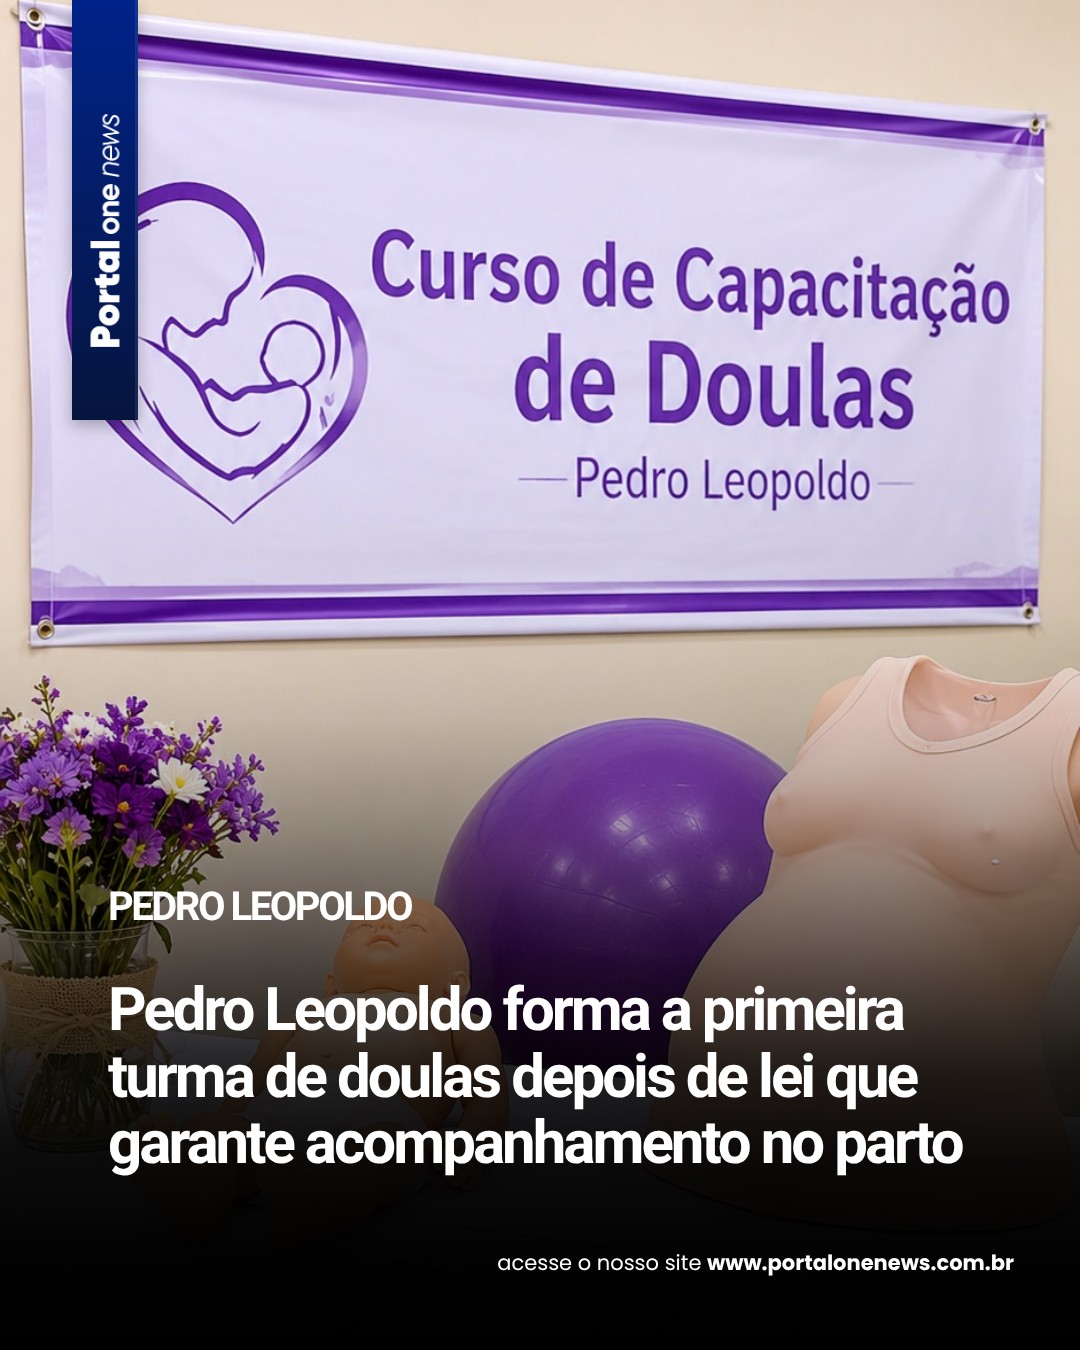 Portal one news
Curso de Capacitação
de Doulas
Pedro Leopoldo
PEDRO LEOPOLDO
Pedro Leopoldo forma a primeira
turma de doulas depois de lei que
garante acompanhamento no parto
acesse o nosso site www.portalonenews.com.br